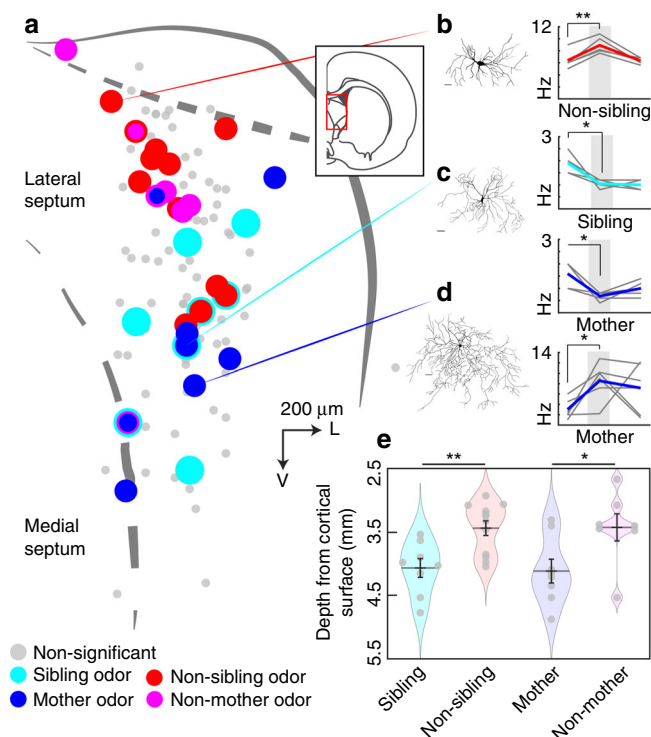 a
Lateral
septum
Medial
septum
200 μm
L
V
Non-significant
Sibling odor
Non-sibling odor
Mother odor
Non-mother odor
b
**
12
Hz
Non-sibling
c
*
3
Hz
Sibling
*
3
Hz
Mother
d
*
14
Hz
Mother
e
**
*
2.5
3.5
4.5
5.5
Depth from cortical
surface (mm)
Sibling
Non-sibling
Mother
Non-mother